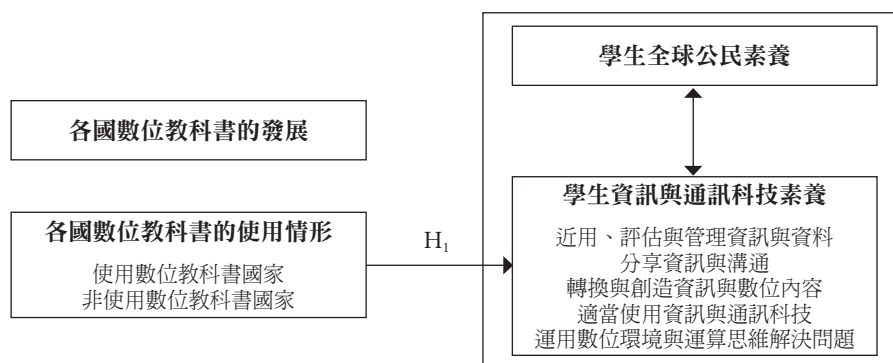 學生全球公民素養
各國數位教科書的發展
各國數位教科書的使用情形
使用數位教科書國家
非使用數位教科書國家
H₁
學生資訊與通訊科技素養
近用、評估與管理資訊與資料
分享資訊與溝通
轉換與創造資訊與數位內容
適當使用資訊與通訊科技
運用數位環境與運算思維解決問題